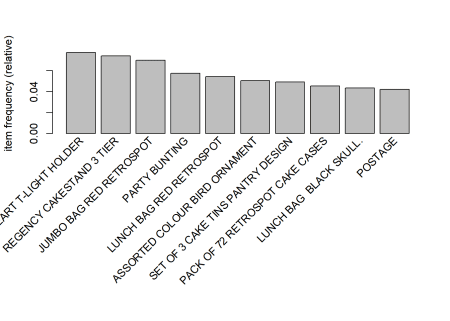 item frequency (relative)
0.04
0.00
T-LIGHT HOLDER
REGENCY CAKESTAND 3 TIER
JUMBO BAG RED RETROSPOT
PARTY BUNTING
LUNCH BAG RED RETROSPOT
ASSORTED COLOUR BIRD ORNAMENT
SET OF 3 CAKE TINS PANTRY DESIGN
PACK OF 72 RETROSPOT CAKE CASES
LUNCH BAG  BLACK SKULL.
POSTAGE